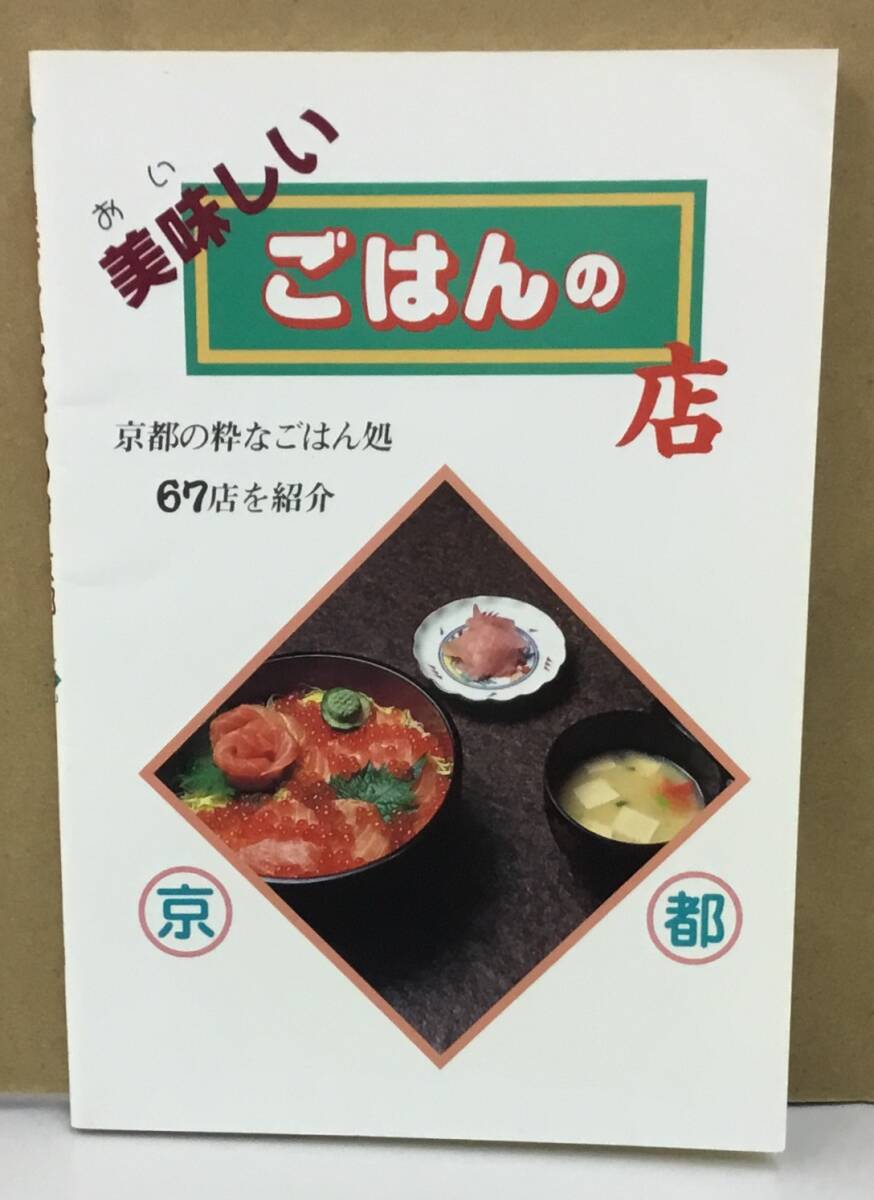 おい
美味しい
ごはんの
店
京都の粋なごはん処
67店を紹介
京
都